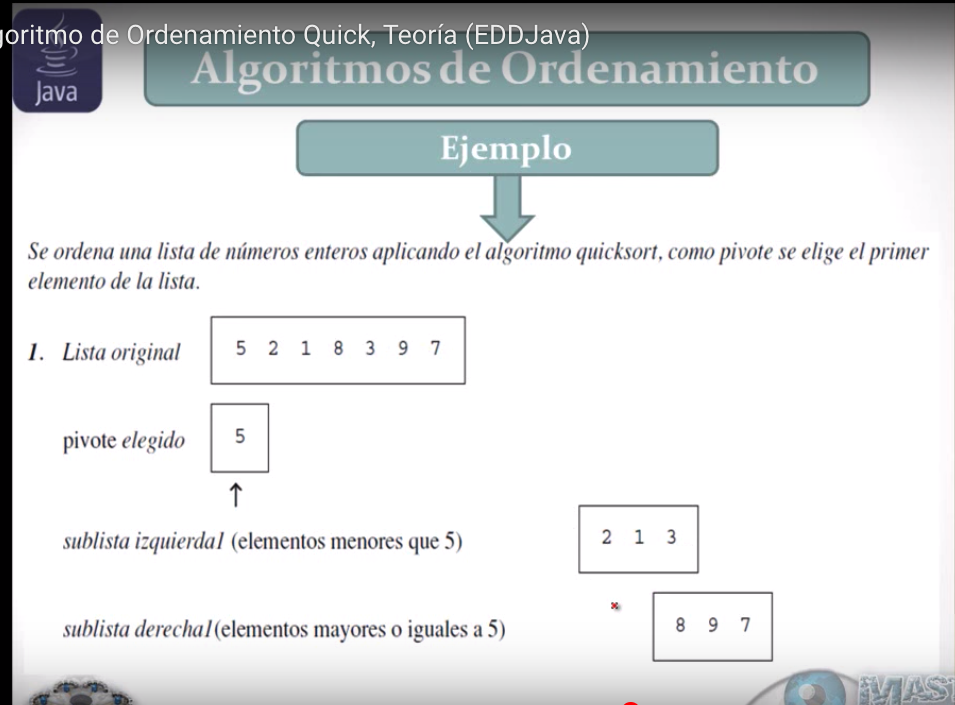 goritmo de Ordenamiento Quick, Teoría (EDDJava)
Java
Algoritmos de Ordenamiento
Ejemplo
Se ordena una lista de números enteros aplicando el algoritmo quicksort, como pivote se elige el primer
elemento de la lista.
1. Lista original 5 2 1 8 3 9 7
pivote elegido 5
sublista izquierda1 (elementos menores que 5) 2 1 3
sublista derecha1(elementos mayores o iguales a 5) 8 9 7